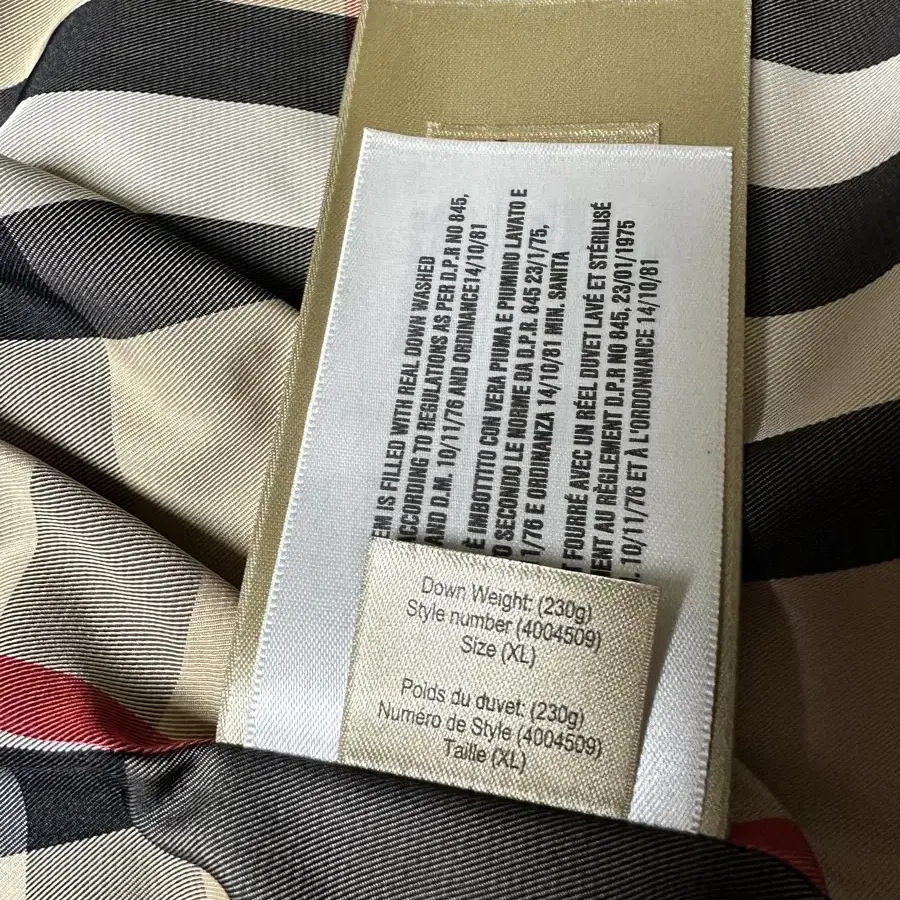 EM IS FILLED WITH REAL DOWN WASHED
ACCORDING TO REGULATIONS AS PER D.P.R NO 845,
AND D.M. 10/11/76 AND ORDINANCE14/10/81
È IMBOTTITO CON VERA PIUMA E PIUMINO LAVATO E
O SECONDO LE NORME DA D.P.R. 845 23/1/75,
1/76 E ORDINANZA 14/10/81 MIN. SANITA
T FOURRÉ AVEC UN RÉEL DUVET LAVÉ ET STÉRILISÉ
MENT AU RÈGLEMENT D.P.R NO 845, 23/01/1975
. 10/11/76 ET À L'ORDONNANCE 14/10/81
Down Weight: (230g)
Style number (4004509)
Size (XL)
Poids du duvet: (230g)
Numéro de Style (4004509)
Taille (XL)